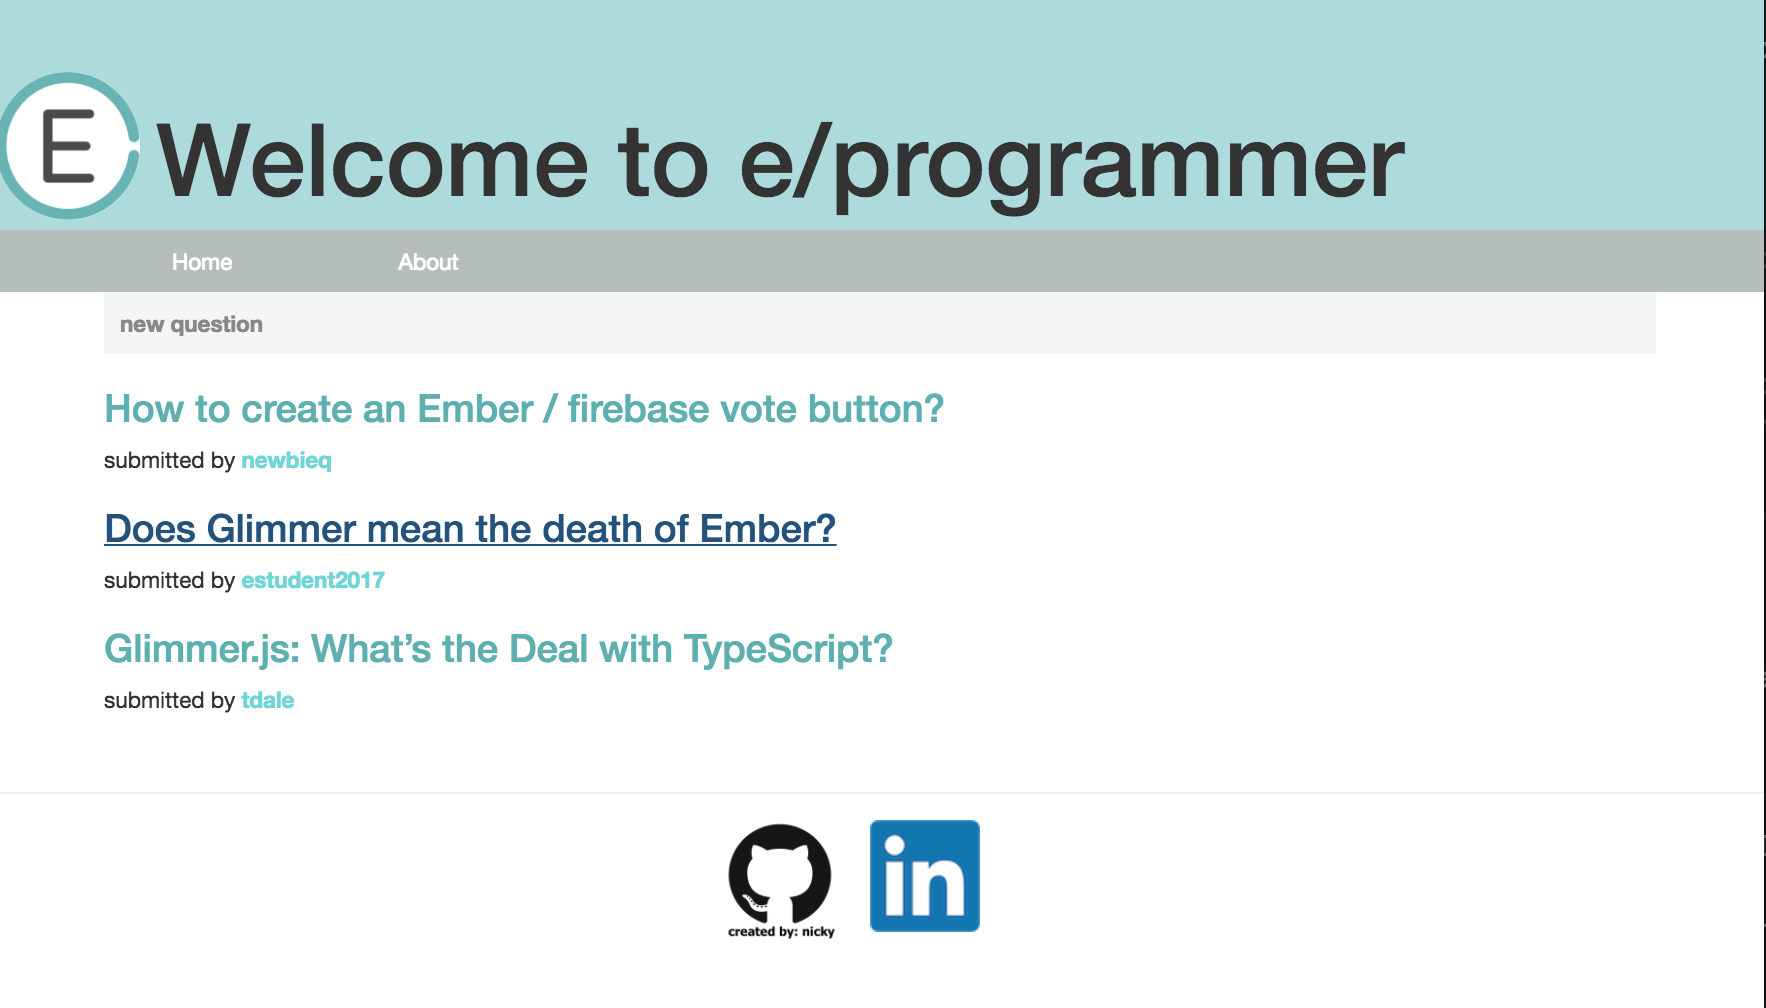 E Welcome to e/programmer
Home About
new question
How to create an Ember / firebase vote button?
submitted by newbieq
Does Glimmer mean the death of Ember?
submitted by estudent2017
Glimmer.js: What’s the Deal with TypeScript?
submitted by tdale
in
created by: nicky